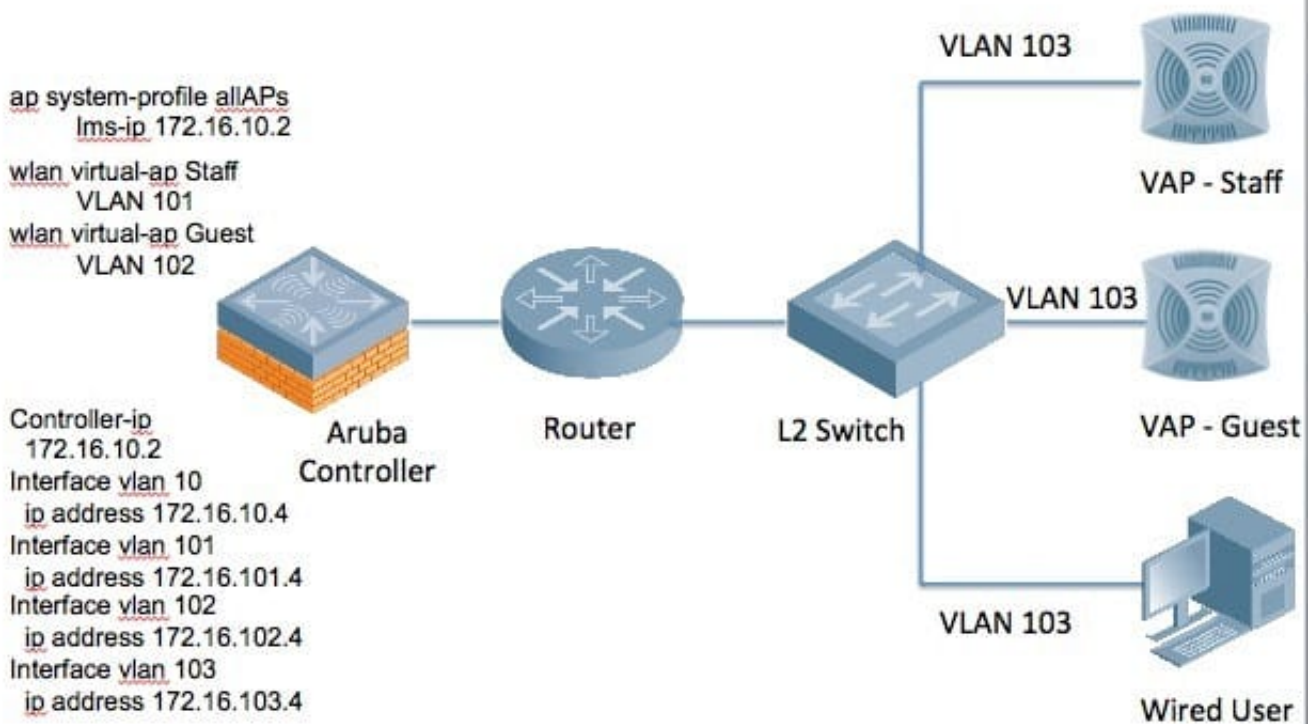 ap system-profile allAPs
lms-ip 172.16.10.2
wlan virtual-ap Staff
VLAN 101
wlan virtual-ap Guest
VLAN 102
Controller-ip
172.16.10.2
Interface vlan 10
ip address 172.16.10.4
Interface vlan 101
ip address 172.16.101.4
Interface vlan 102
ip address 172.16.102.4
Interface vlan 103
ip address 172.16.103.4
Aruba
Controller
Router
L2 Switch
VLAN 103
VAP - Staff
VLAN 103
VAP - Guest
VLAN 103
Wired User